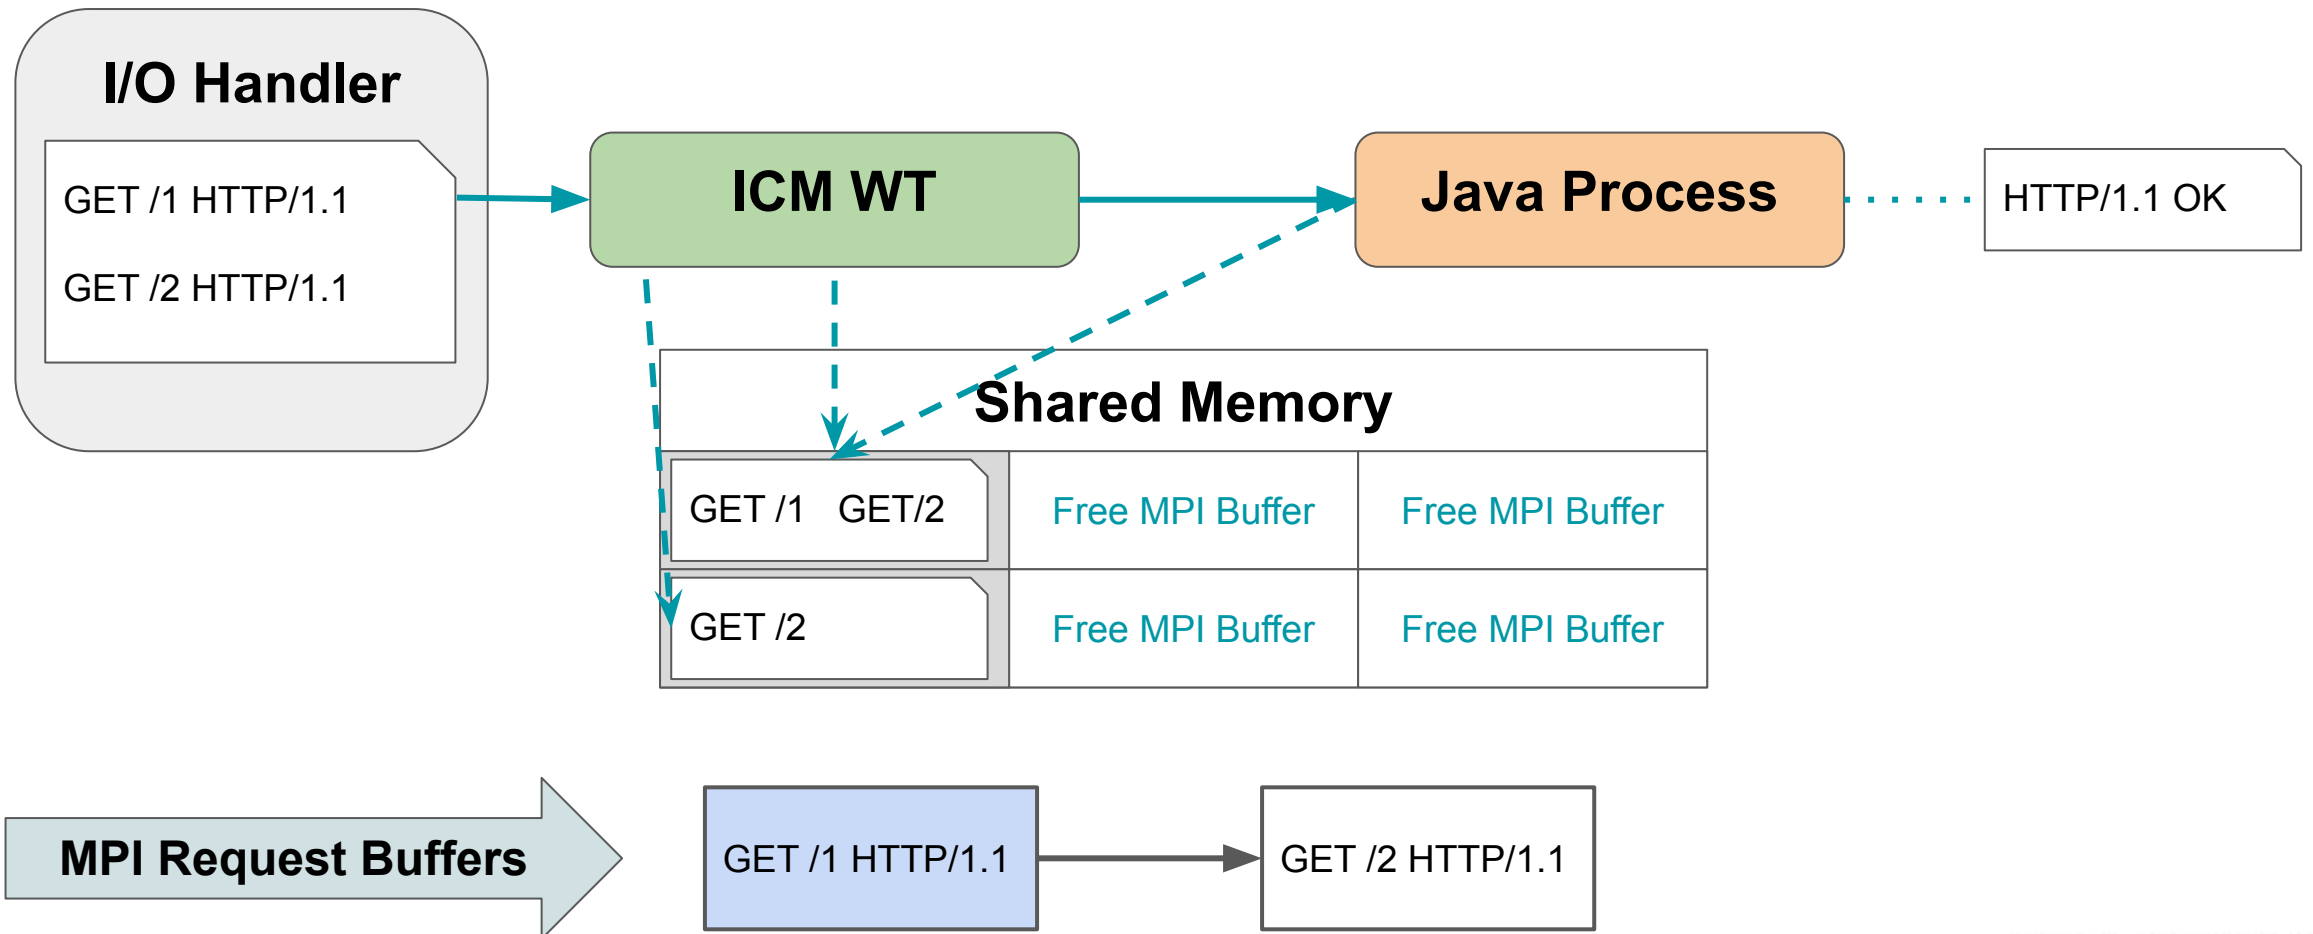 I/O Handler
GET /1 HTTP/1.1
GET /2 HTTP/1.1
ICM WT
Java Process
HTTP/1.1 OK
Shared Memory
GET /1 GET/2
Free MPI Buffer
Free MPI Buffer
GET /2
Free MPI Buffer
Free MPI Buffer
MPI Request Buffers
GET /1 HTTP/1.1
GET /2 HTTP/1.1